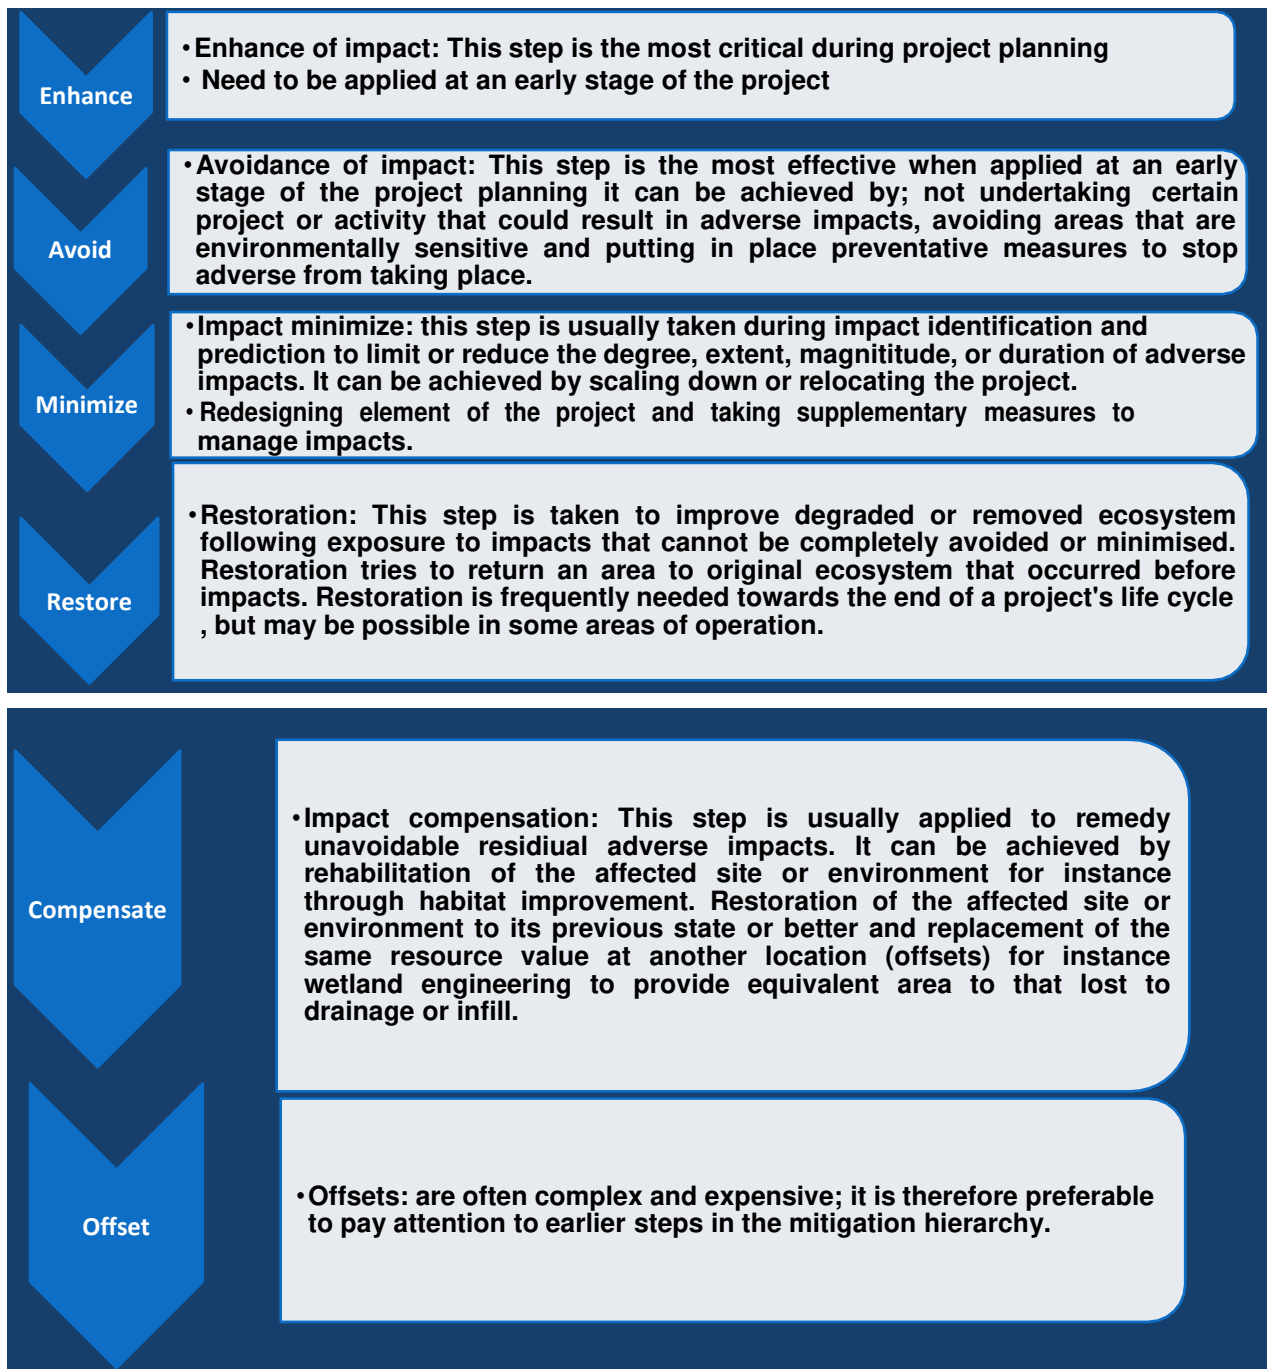 Enhance
•Enhance of impact: This step is the most critical during project planning
• Need to be applied at an early stage of the project
Avoid
•Avoidance of impact: This step is the most effective when applied at an early
stage of the project planning it can be achieved by; not undertaking certain
project or activity that could result in adverse impacts, avoiding areas that are
environmentally sensitive and putting in place preventative measures to stop
adverse from taking place.
Minimize
•Impact minimize: this step is usually taken during impact identification and
prediction to limit or reduce the degree, extent, magnititude, or duration of adverse
impacts. It can be achieved by scaling down or relocating the project.
• Redesigning element of the project and taking supplementary measures to
manage impacts.
Restore
•Restoration: This step is taken to improve degraded or removed ecosystem
following exposure to impacts that cannot be completely avoided or minimised.
Restoration tries to return an area to original ecosystem that occurred before
impacts. Restoration is frequently needed towards the end of a project's life cycle
, but may be possible in some areas of operation.
Compensate
•Impact compensation: This step is usually applied to remedy
unavoidable residiual adverse impacts. It can be achieved by
rehabilitation of the affected site or environment for instance
through habitat improvement. Restoration of the affected site or
environment to its previous state or better and replacement of the
same resource value at another location (offsets) for instance
wetland engineering to provide equivalent area to that lost to
drainage or infill.
Offset
•Offsets: are often complex and expensive; it is therefore preferable
to pay attention to earlier steps in the mitigation hierarchy.